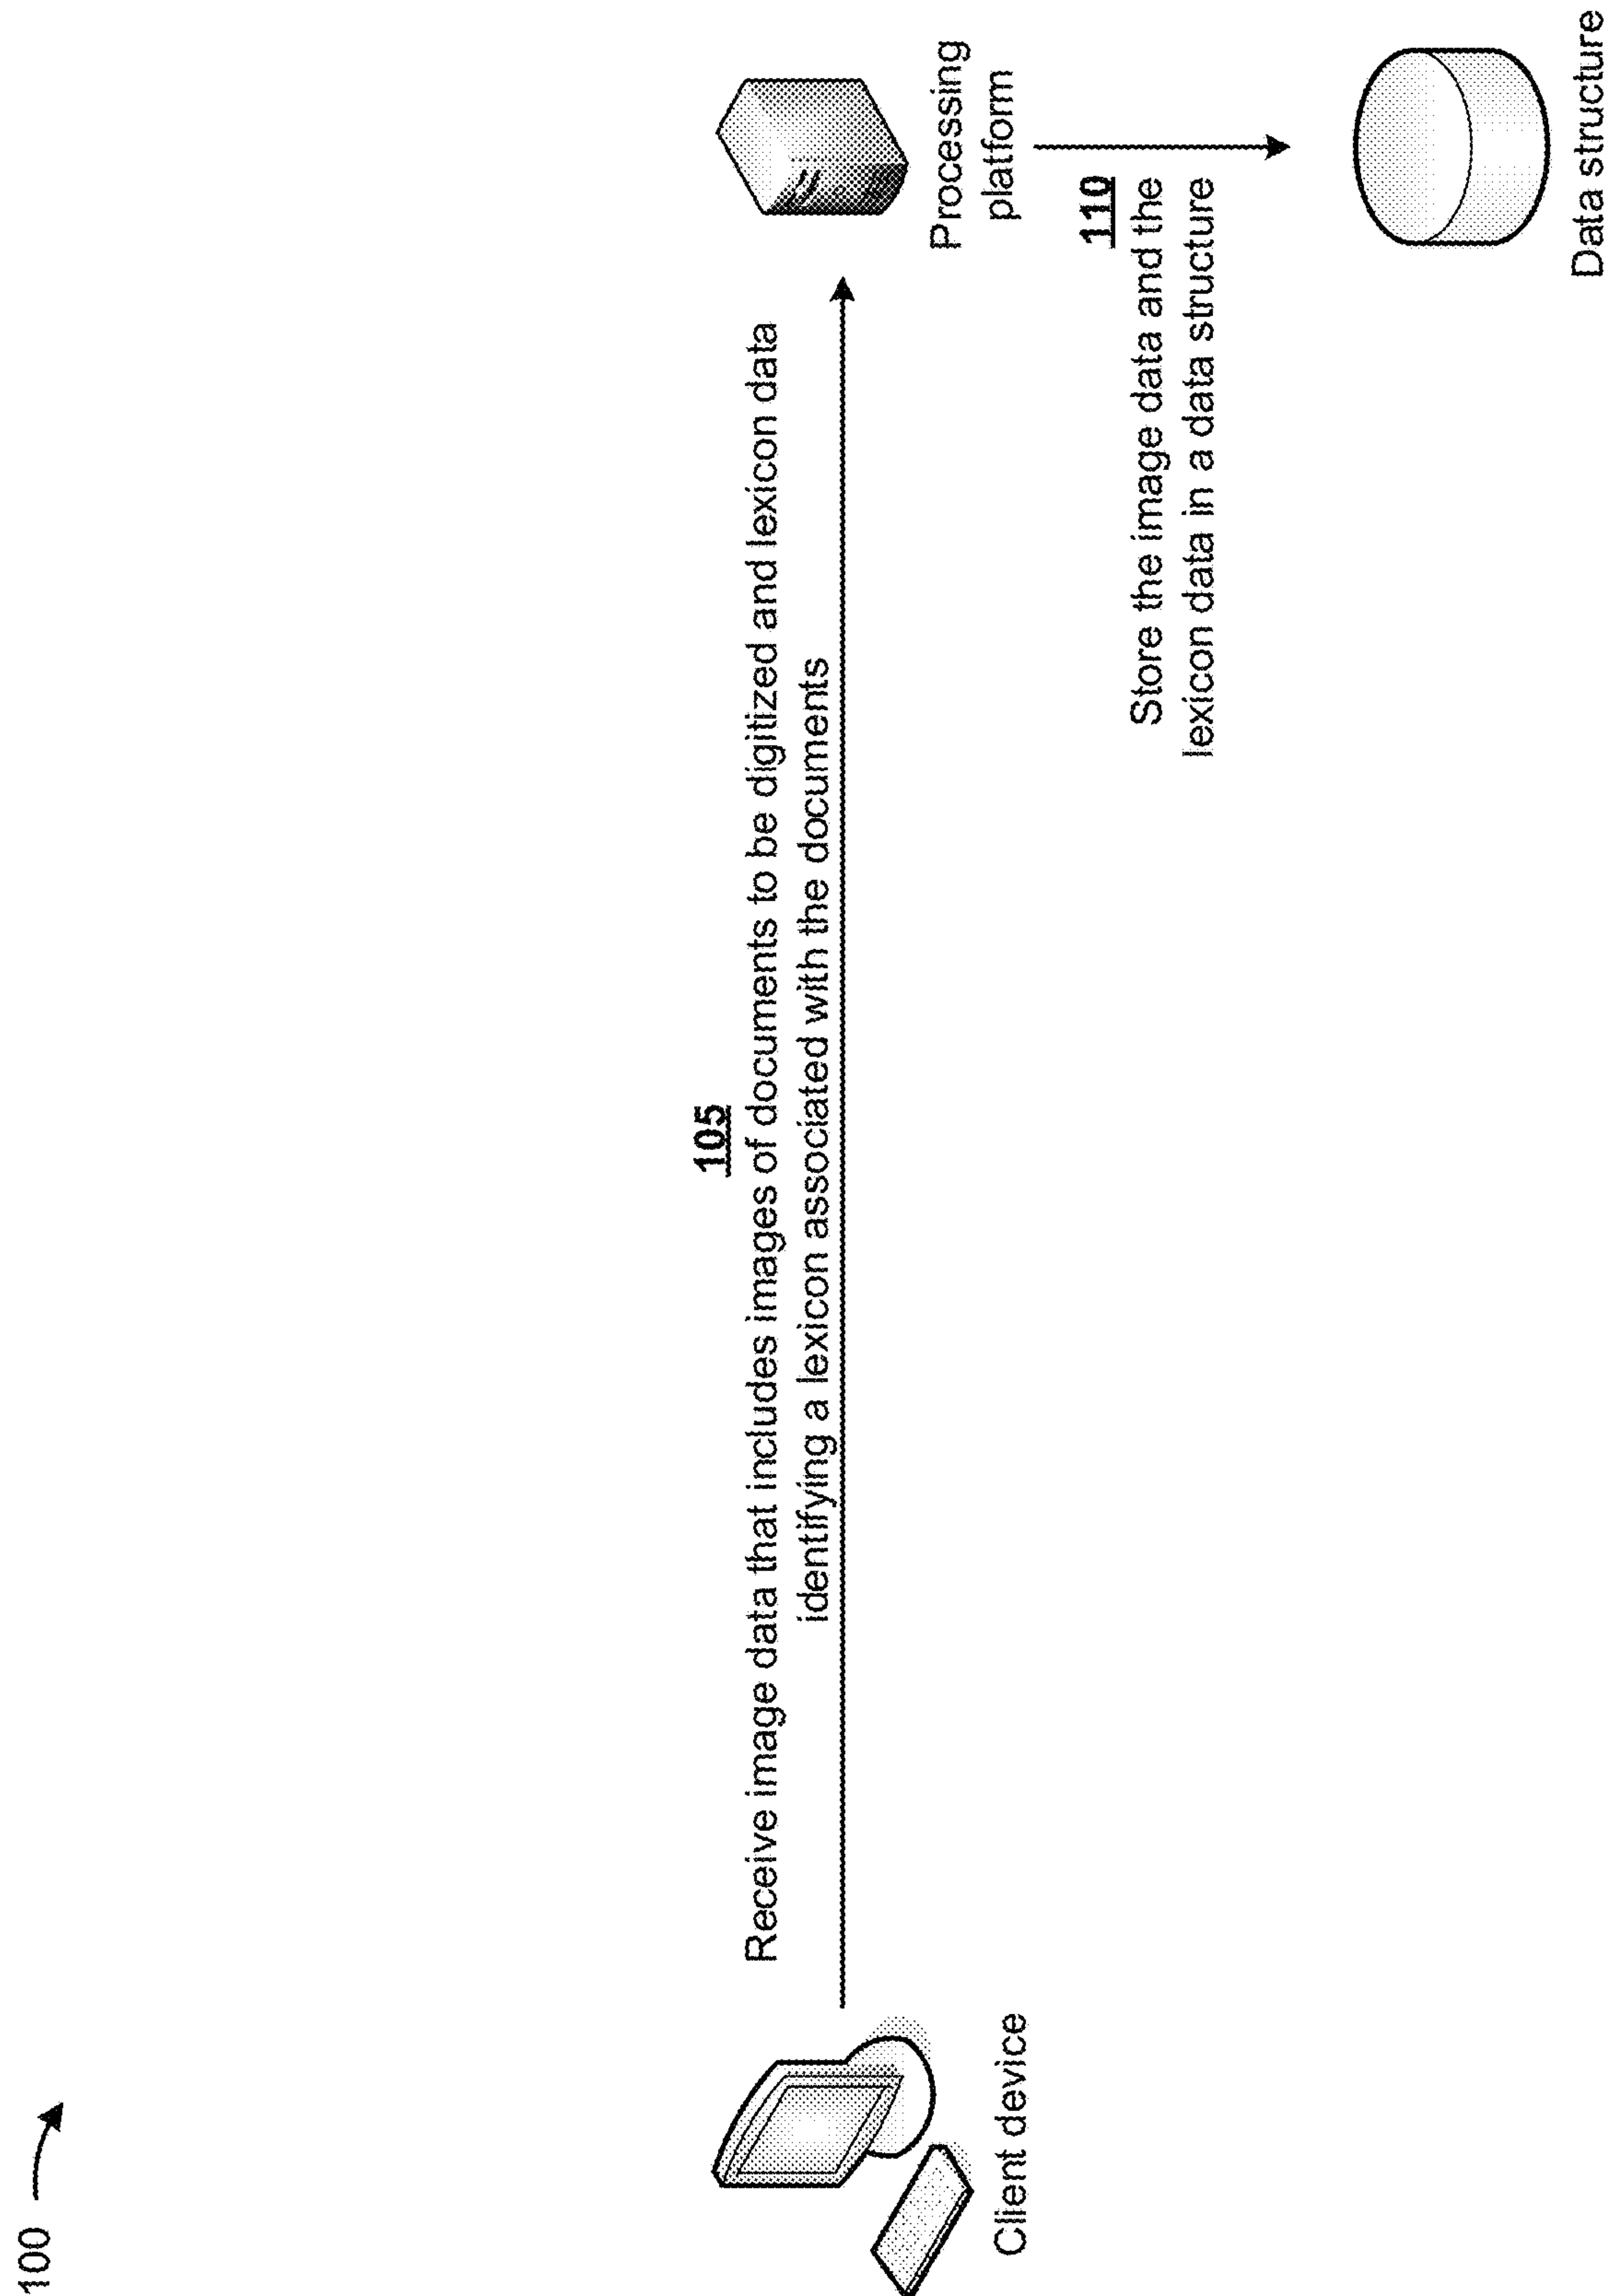 100
105
Receive image data that includes images of documents to be digitized and lexicon data
identifying a lexicon associated with the documents
Client device
Processing
platform
110
Store the image data and the
lexicon data in a data structure
Data structure